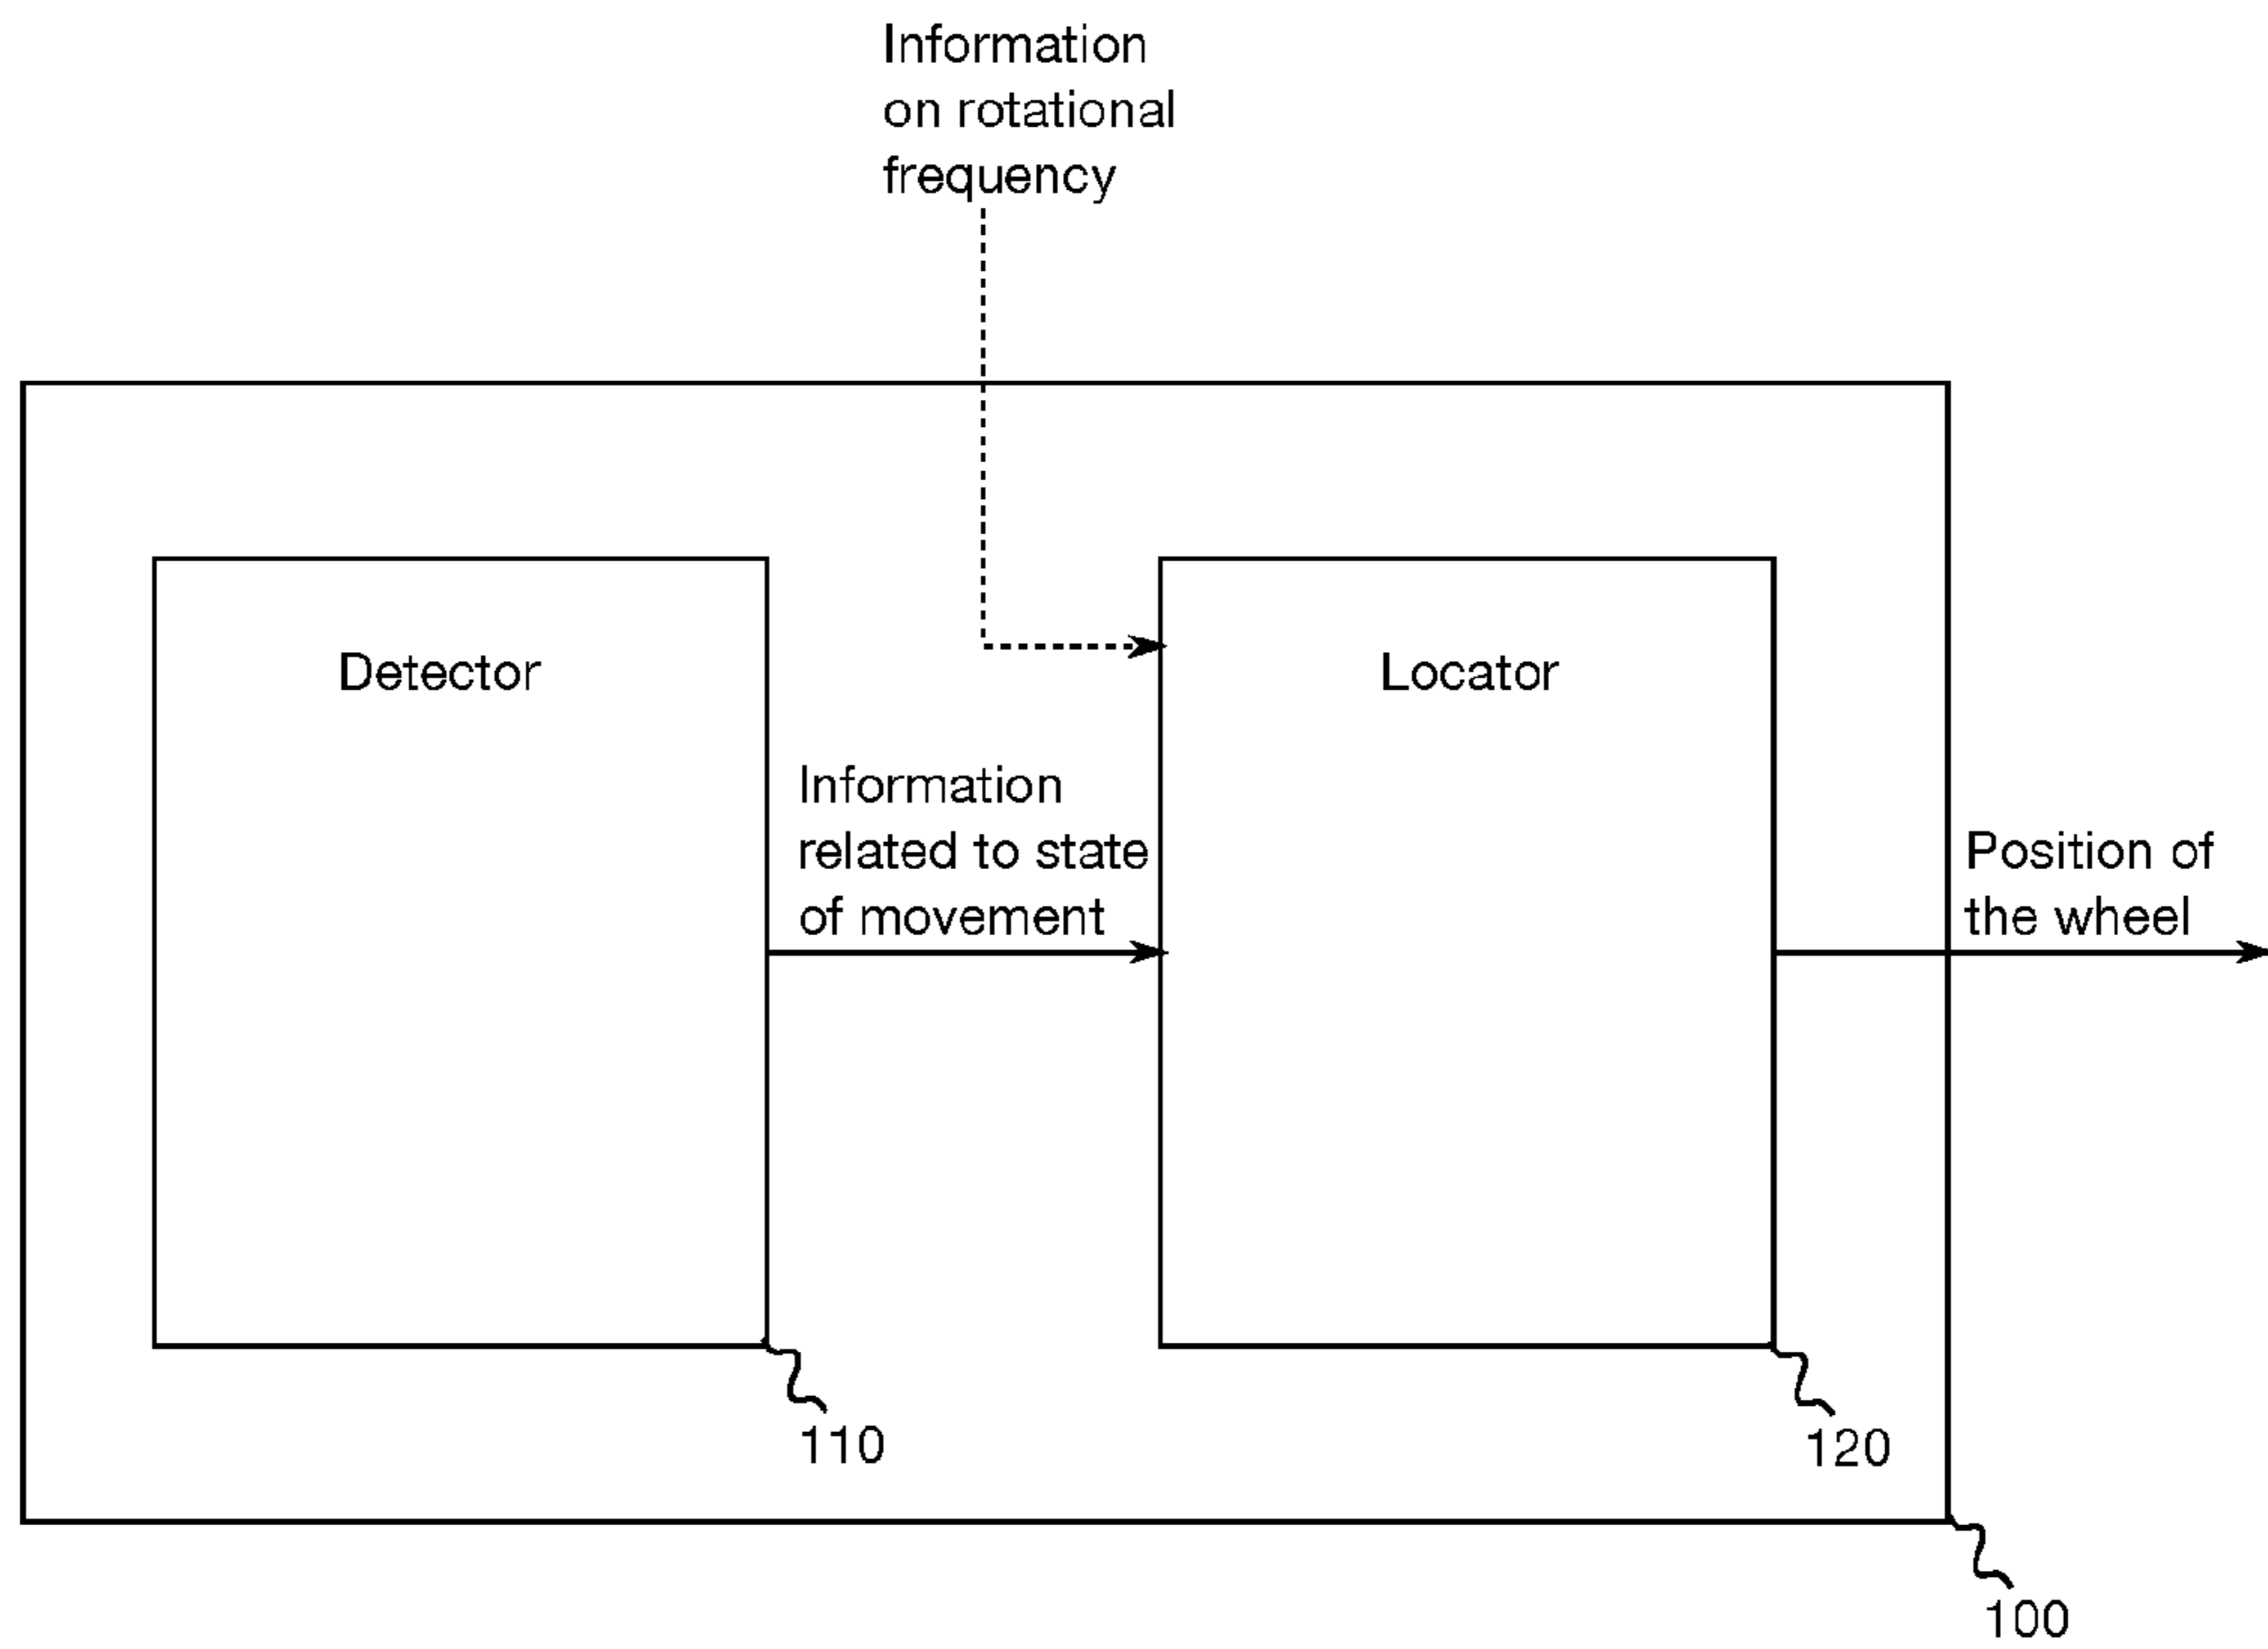 Information
on rotational
frequency
Detector
Locator
Information
related to state
of movement
Position of
the wheel
110
120
100